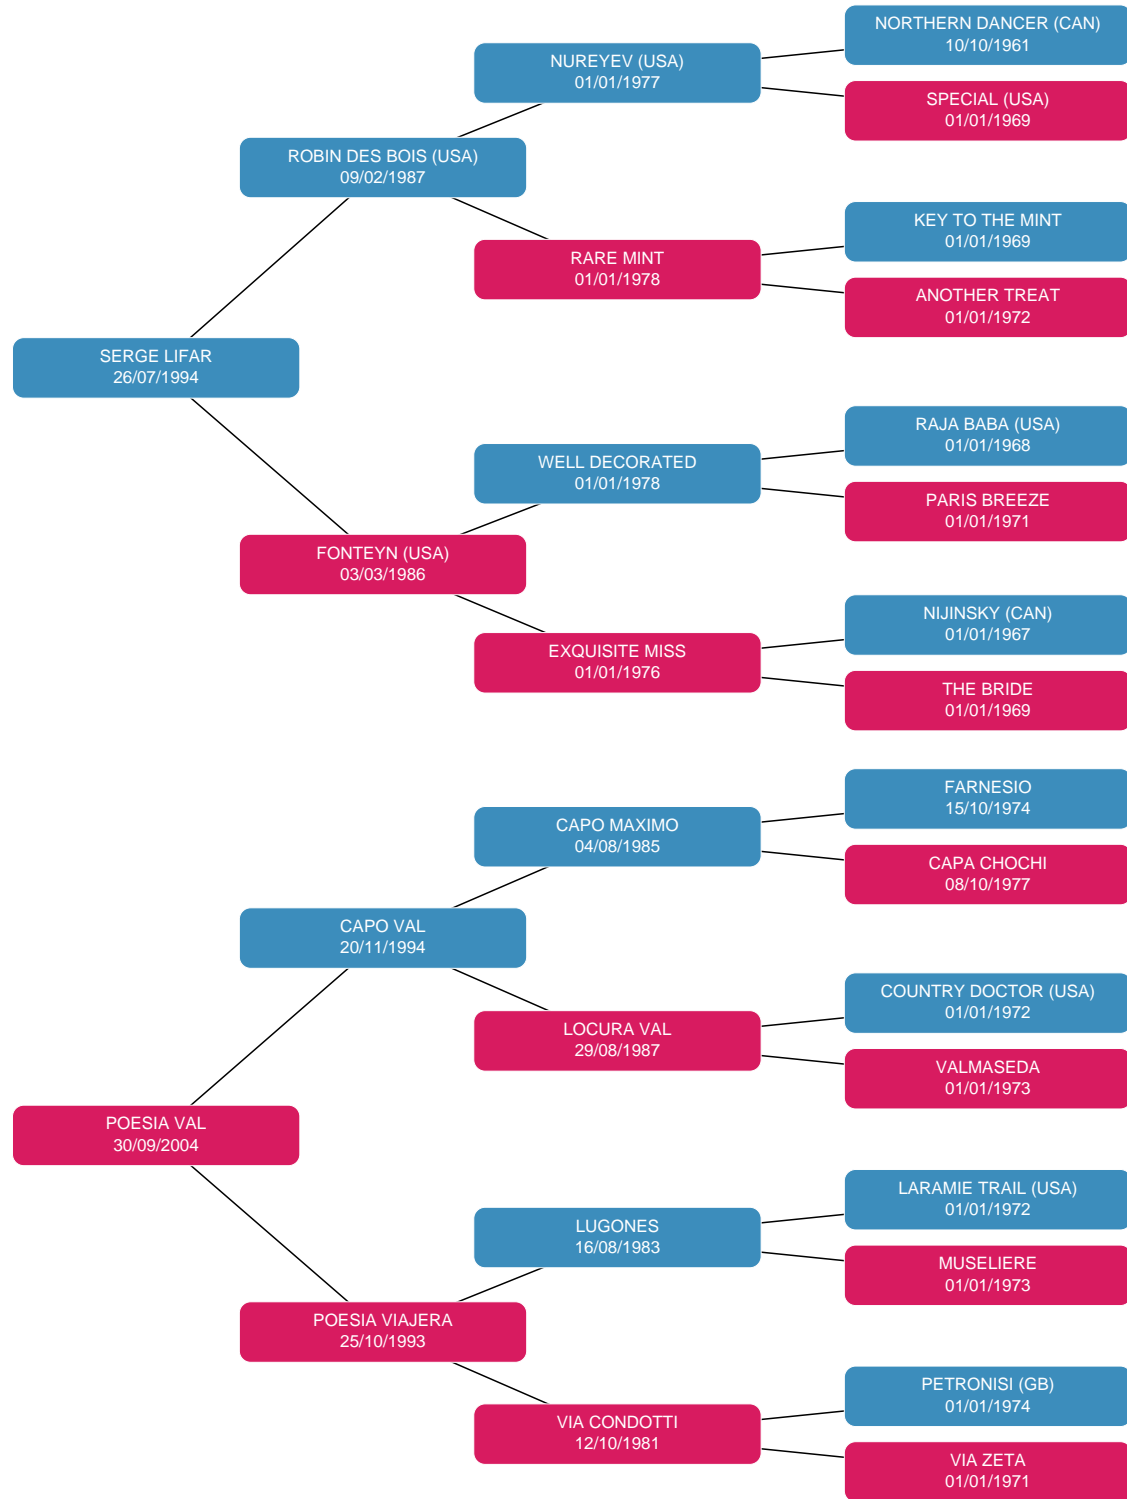 NORTHERN DANCER (CAN)
10/10/1961
NUREYEV (USA)
01/01/1977
SPECIAL (USA)
01/01/1969
ROBIN DES BOIS (USA)
09/02/1987
KEY TO THE MINT
01/01/1969
RARE MINT
01/01/1978
ANOTHER TREAT
01/01/1972
SERGE LIFAR
26/07/1994
RAJA BABA (USA)
01/01/1968
WELL DECORATED
01/01/1978
PARIS BREEZE
01/01/1971
FONTEYN (USA)
03/03/1986
NIJINSKY (CAN)
01/01/1967
EXQUISITE MISS
01/01/1976
THE BRIDE
01/01/1969
FARNESIO
15/10/1974
CAPO MAXIMO
04/08/1985
CAPA CHOCHI
08/10/1977
CAPO VAL
20/11/1994
COUNTRY DOCTOR (USA)
01/01/1972
LOCURA VAL
29/08/1987
VALMASEDA
01/01/1973
POESIA VAL
30/09/2004
LARAMIE TRAIL (USA)
01/01/1972
LUGONES
16/08/1983
MUSELIERE
01/01/1973
POESIA VIAJERA
25/10/1993
PETRONISI (GB)
01/01/1974
VIA CONDOTTI
12/10/1981
VIA ZETA
01/01/1971